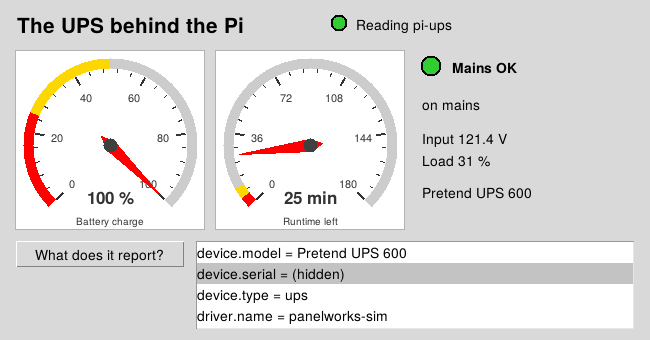 The UPS behind the Pi
Reading pi-ups
0
20
40
60
80
100
100 %
Battery charge
0
36
72
108
144
180
25 min
Runtime left
Mains OK
on mains
Input 121.4 V
Load 31 %
Pretend UPS 600
What does it report?
device.model = Pretend UPS 600
device.serial = (hidden)
device.type = ups
driver.name = panelworks-sim